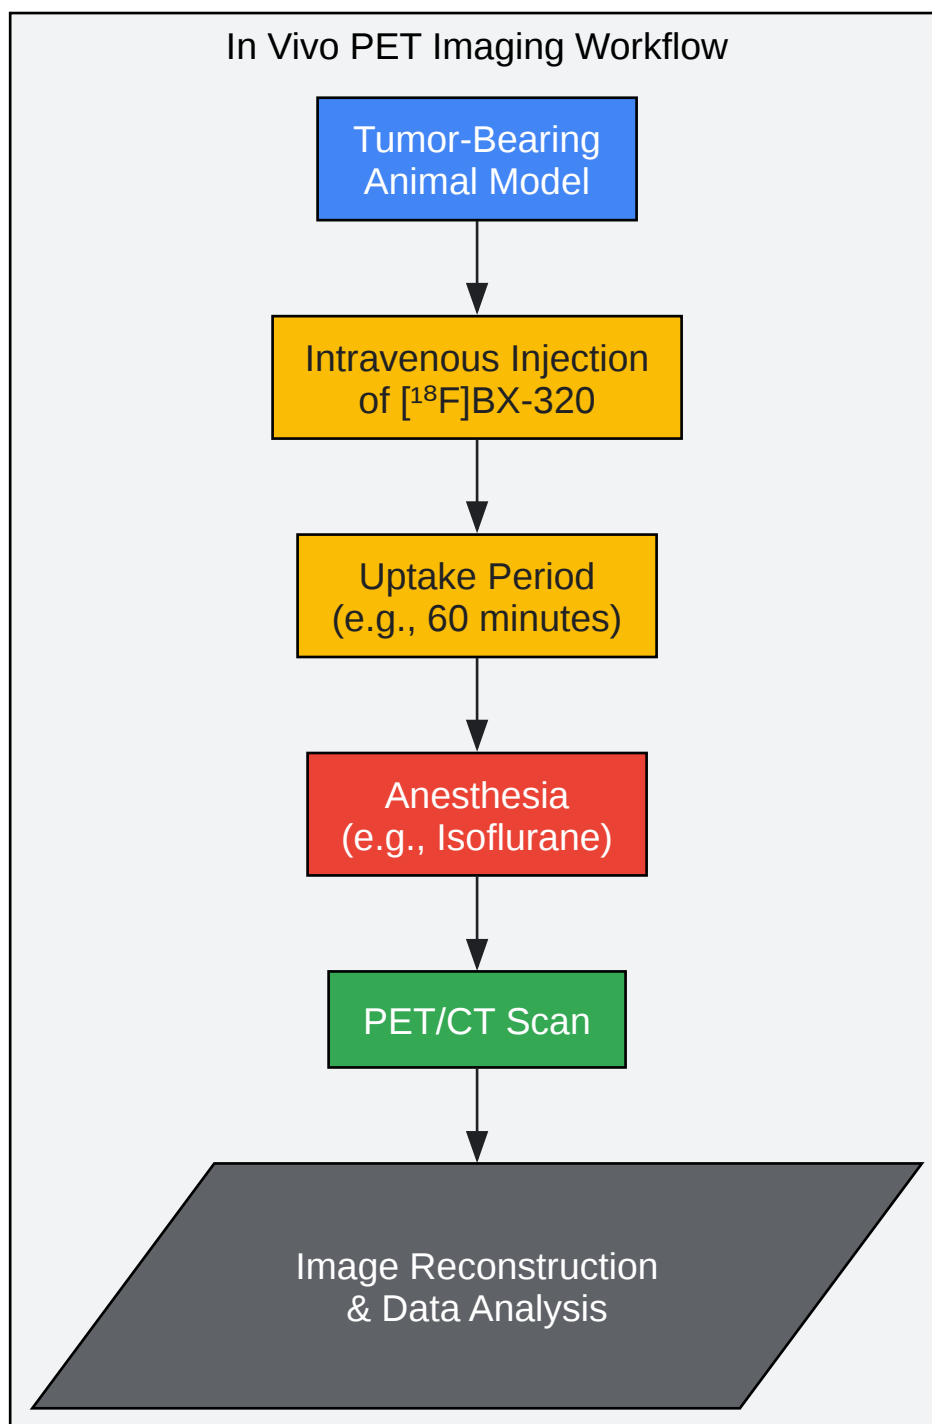 In Vivo PET Imaging Workflow
Tumor-Bearing
Animal Model
Intravenous Injection
of [¹⁸F]BX-320
Uptake Period
(e.g., 60 minutes)
Anesthesia
(e.g., Isoflurane)
PET/CT Scan
Image Reconstruction
& Data Analysis